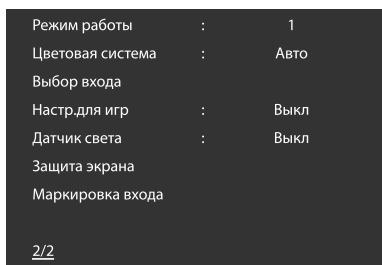 Режим работы : 1
Цветовая система : Авто
Выбор входа
Настр.для игр : Выкл
Датчик света : Выкл
Защита экрана
Маркировка входа
2/2